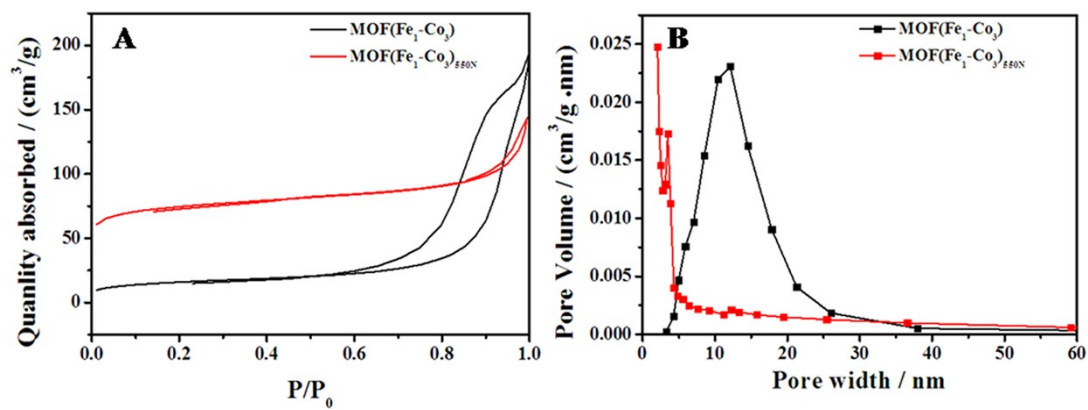 A
MOF(Fe₁-Co₃)
MOF(Fe₁-Co₃)₅₅₀N
200
150
100
50
0
Quanlity absorbed / (cm³/g)
0.0 0.2 0.4 0.6 0.8 1.0
P/P₀
B
MOF(Fe₁-Co₃)
MOF(Fe₁-Co₃)₅₅₀N
0.025
0.020
0.015
0.010
0.005
0.000
Pore Volume / (cm³/g .nm)
0 10 20 30 40 50 60
Pore width / nm